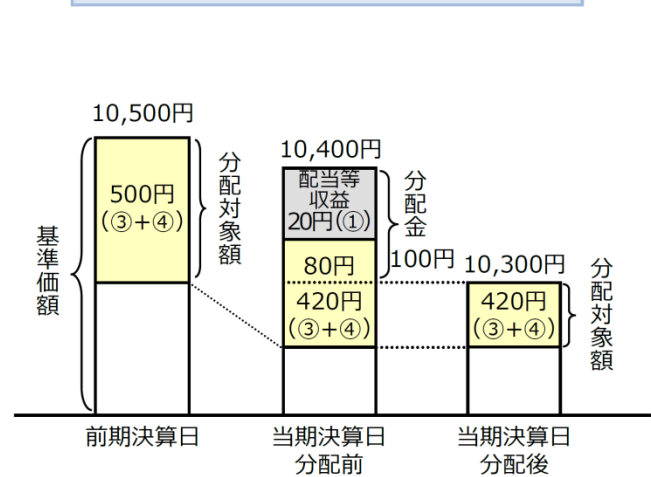 10,500円
500円
(③+④)
分配対象額
基準価額
10,400円
配当等
収益
20円(①)
分配金
80円
100円
420円
(③+④)
10,300円
420円
(③+④)
分配対象額
前期決算日
当期決算日
分配前
当期決算日
分配後